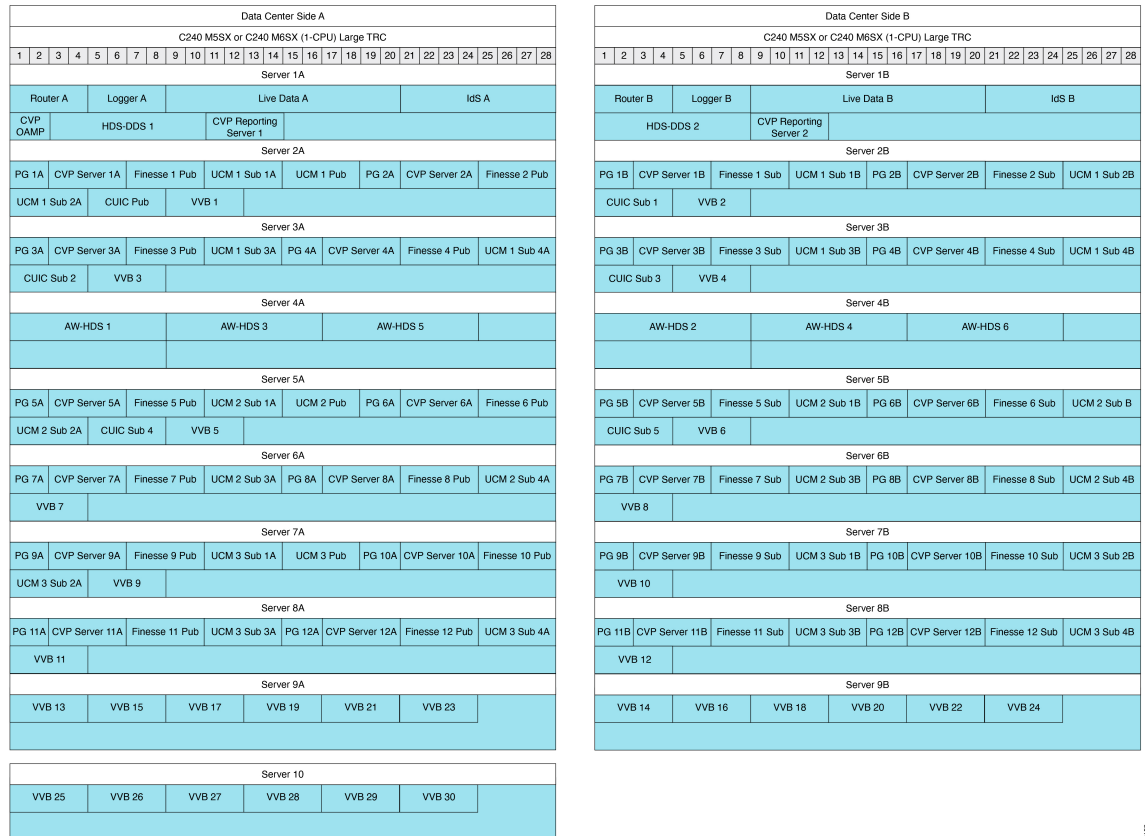 Data Center Side A
C240 M5SX or C240 M6SX (1-CPU) Large TRC
1 2 3 4 5 6 7 8 9 10 11 12 13 14 15 16 17 18 19 20 21 22 23 24 25 26 27 28
Server 1A
Router A Logger A Live Data A IdS A
CVP OAMP HDS-DDS 1 CVP Reporting Server 1
Server 2A
PG 1A CVP Server 1A Finesse 1 Pub UCM 1 Sub 1A UCM 1 Pub PG 2A CVP Server 2A Finesse 2 Pub
UCM 1 Sub 2A CUIC Pub VVB 1
Server 3A
PG 3A CVP Server 3A Finesse 3 Pub UCM 1 Sub 3A PG 4A CVP Server 4A Finesse 4 Pub UCM 1 Sub 4A
CUIC Sub 2 VVB 3
Server 4A
AW-HDS 1 AW-HDS 3 AW-HDS 5
Server 5A
PG 5A CVP Server 5A Finesse 5 Pub UCM 2 Sub 1A UCM 2 Pub PG 6A CVP Server 6A Finesse 6 Pub
UCM 2 Sub 2A CUIC Sub 4 VVB 5
Server 6A
PG 7A CVP Server 7A Finesse 7 Pub UCM 2 Sub 3A PG 8A CVP Server 8A Finesse 8 Pub UCM 2 Sub 4A
VVB 7
Server 7A
PG 9A CVP Server 9A Finesse 9 Pub UCM 3 Sub 1A UCM 3 Pub PG 10A CVP Server 10A Finesse 10 Pub
UCM 3 Sub 2A VVB 9
Server 8A
PG 11A CVP Server 11A Finesse 11 Pub UCM 3 Sub 3A PG 12A CVP Server 12A Finesse 12 Pub UCM 3 Sub 4A
VVB 11
Server 9A
VVB 13 VVB 15 VVB 17 VVB 19 VVB 21 VVB 23
Server 10
VVB 25 VVB 26 VVB 27 VVB 28 VVB 29 VVB 30
Data Center Side B
C240 M5SX or C240 M6SX (1-CPU) Large TRC
1 2 3 4 5 6 7 8 9 10 11 12 13 14 15 16 17 18 19 20 21 22 23 24 25 26 27 28
Server 1B
Router B Logger B Live Data B IdS B
HDS-DDS 2 CVP Reporting Server 2
Server 2B
PG 1B CVP Server 1B Finesse 1 Sub UCM 1 Sub 1B PG 2B CVP Server 2B Finesse 2 Sub UCM 1 Sub 2B
CUIC Sub 1 VVB 2
Server 3B
PG 3B CVP Server 3B Finesse 3 Sub UCM 1 Sub 3B PG 4B CVP Server 4B Finesse 4 Sub UCM 1 Sub 4B
CUIC Sub 3 VVB 4
Server 4B
AW-HDS 2 AW-HDS 4 AW-HDS 6
Server 5B
PG 5B CVP Server 5B Finesse 5 Sub UCM 2 Sub 1B PG 6B CVP Server 6B Finesse 6 Sub UCM 2 Sub B
CUIC Sub 5 VVB 6
Server 6B
PG 7B CVP Server 7B Finesse 7 Sub UCM 2 Sub 3B PG 8B CVP Server 8B Finesse 8 Sub UCM 2 Sub 4B
VVB 8
Server 7B
PG 9B CVP Server 9B Finesse 9 Sub UCM 3 Sub 1B PG 10B CVP Server 10B Finesse 10 Sub UCM 3 Sub 2B
VVB 10
Server 8B
PG 11B CVP Server 11B Finesse 11 Sub UCM 3 Sub 3B PG 12B CVP Server 12B Finesse 12 Sub UCM 3 Sub 4B
VVB 12
Server 9B
VVB 14 VVB 16 VVB 18 VVB 20 VVB 22 VVB 24